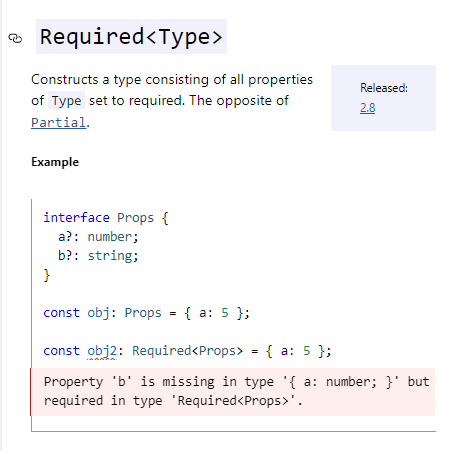 Required<Type>
Constructs a type consisting of all properties
of Type set to required. The opposite of
Partial.
Released:
2.8
Example
interface Props {
  a?: number;
  b?: string;
}
const obj: Props = { a: 5 };
const obj2: Required<Props> = { a: 5 };
Property 'b' is missing in type '{ a: number; }' but
required in type 'Required<Props>'.